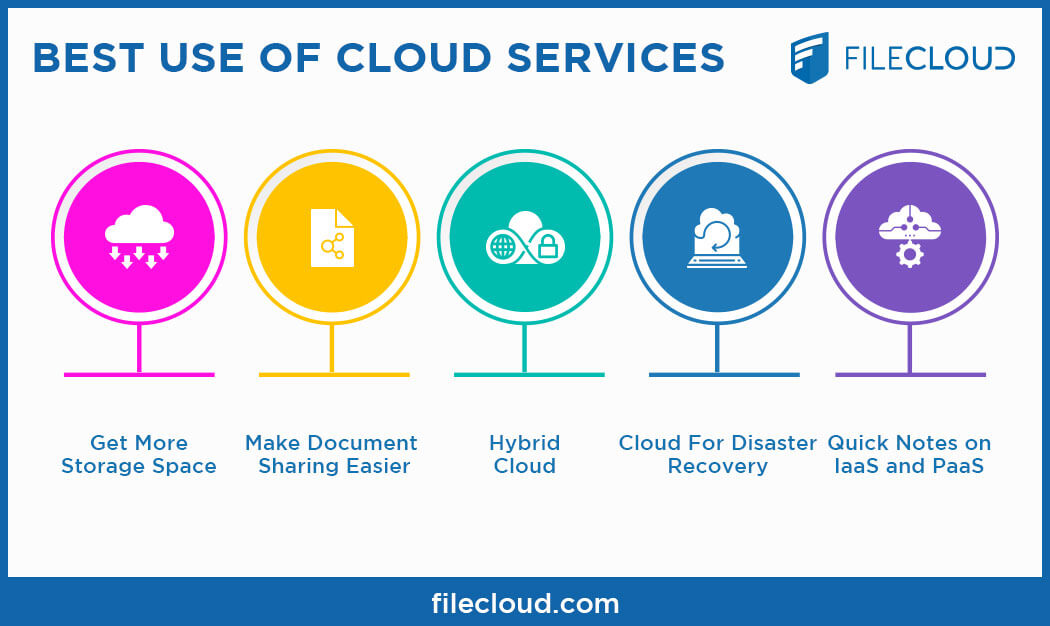 BEST USE OF CLOUD SERVICES
FILECLOUD
Get More
Storage Space
Make Document
Sharing Easier
Hybrid
Cloud
Cloud For Disaster
Recovery
Quick Notes on
IaaS and PaaS
filecloud.com